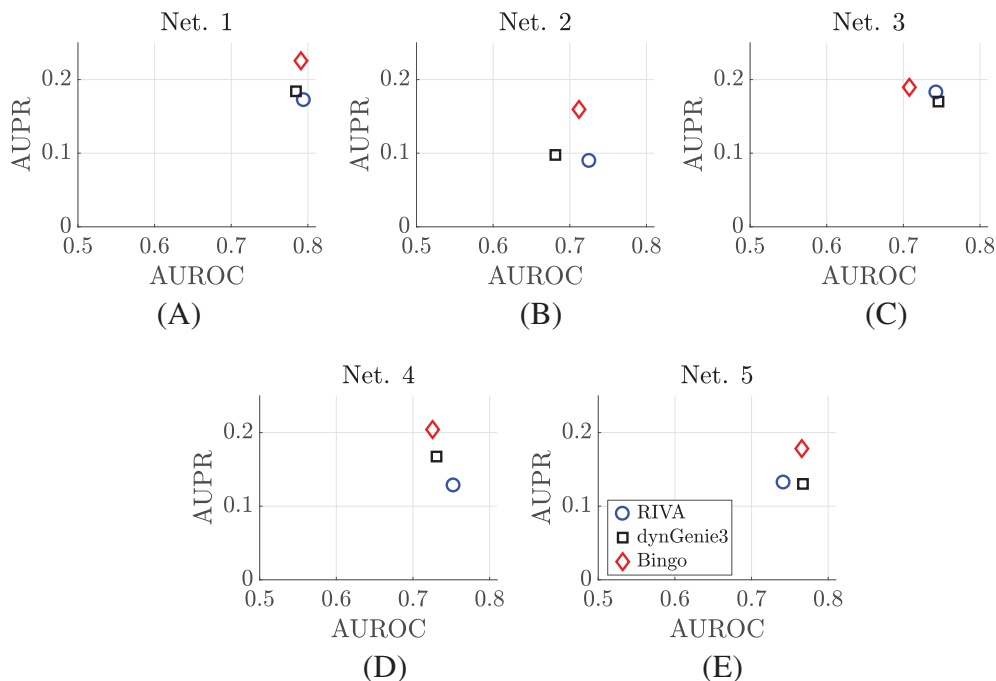 Net. 1
AUPR
0.2
0.1
0
0.5 0.6 0.7 0.8
AUROC
(A)
Net. 2
AUPR
0.2
0.1
0
0.5 0.6 0.7 0.8
AUROC
(B)
Net. 3
AUPR
0.2
0.1
0
0.5 0.6 0.7 0.8
AUROC
(C)
Net. 4
AUPR
0.2
0.1
0
0.5 0.6 0.7 0.8
AUROC
(D)
Net. 5
AUPR
0.2
0.1
0
RIVA
dynGenie3
Bingo
0.5 0.6 0.7 0.8
AUROC
(E)